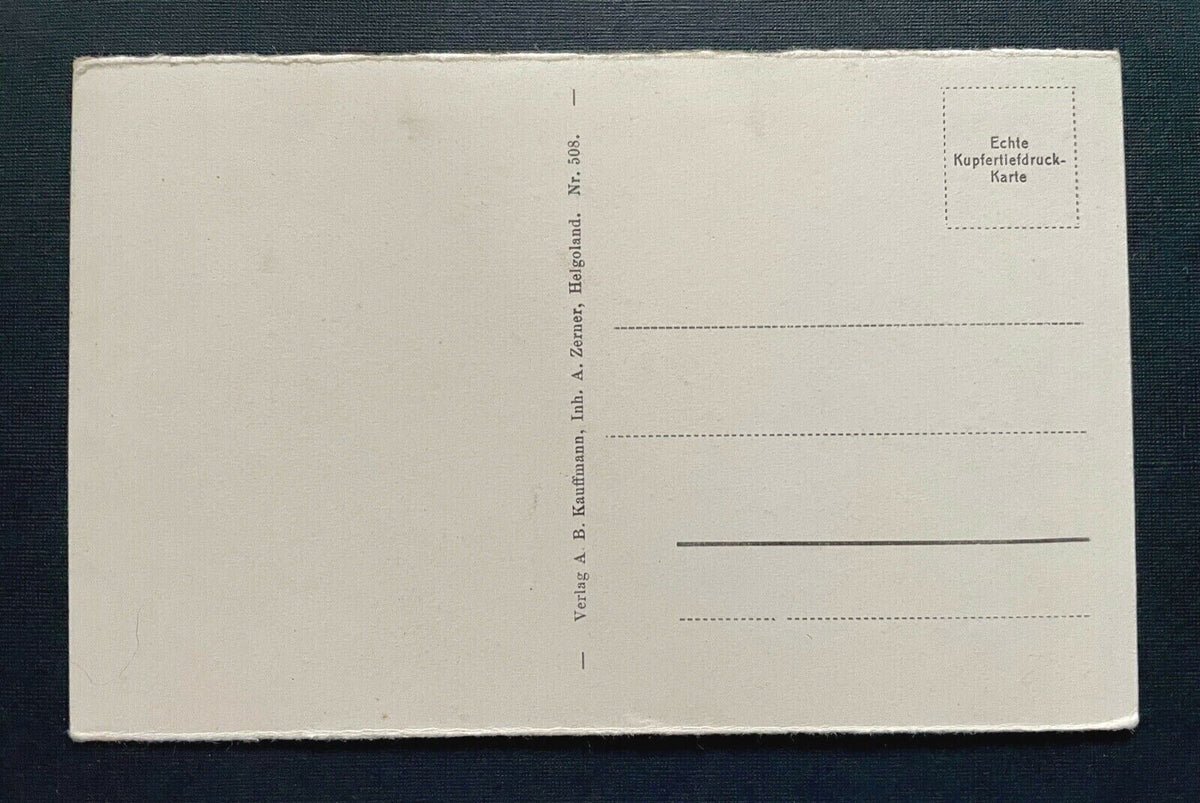 Verlag A. B. Kauffmann, Inh. A. Zerner, Helgoland. Nr. 508.
Echte
Kupfertiefdruck-
Karte